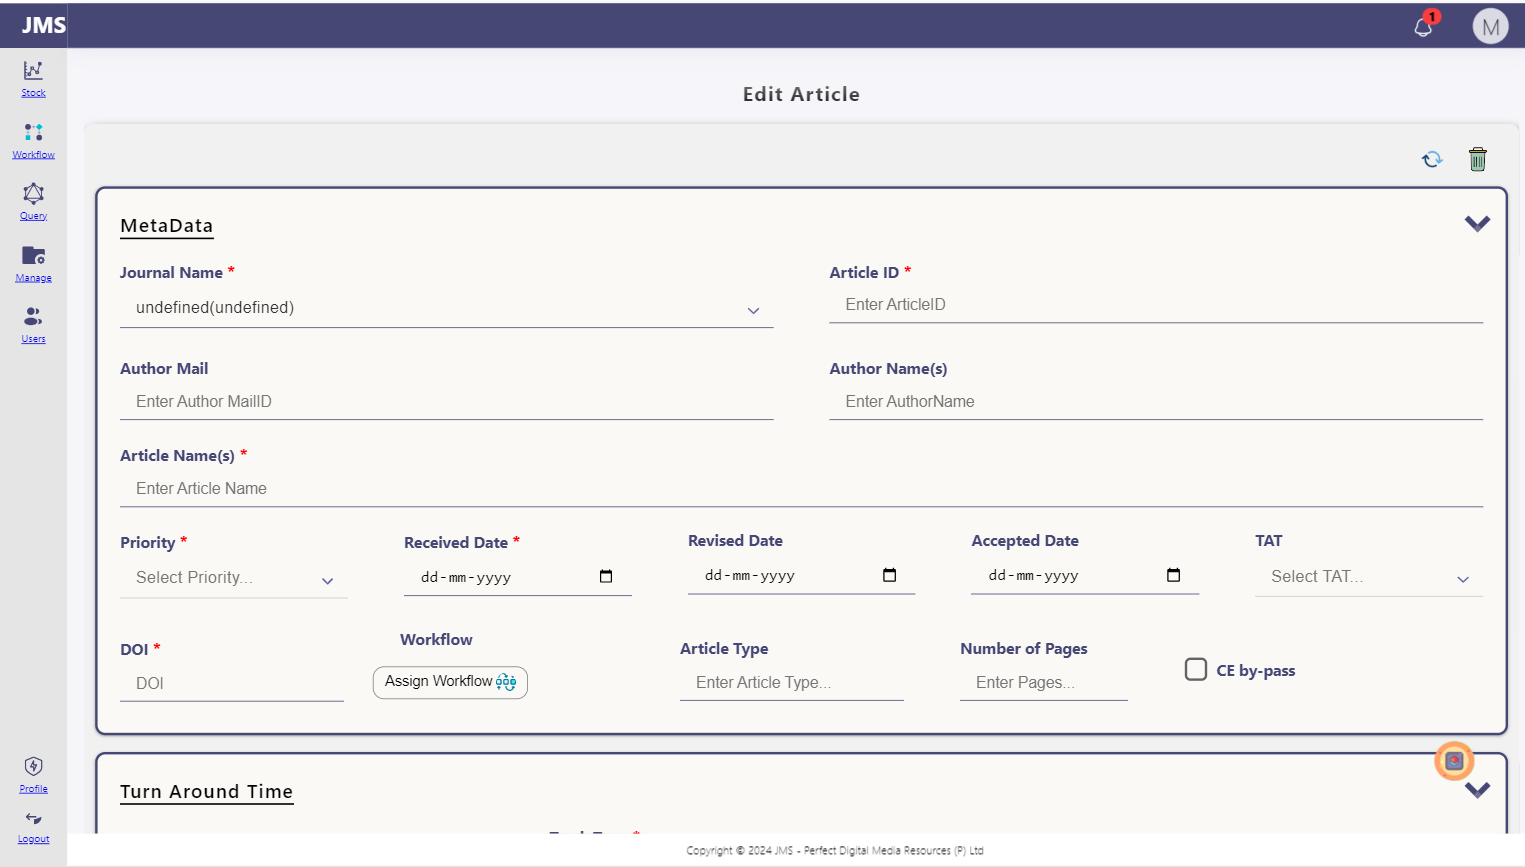 JMS
1
M
Stock
Workflow
Query
Manage
Users
Profile
Logout
Edit Article
MetaData
Journal Name *
Article ID *
undefined(undefined)
Enter ArticleID
Author Mail
Author Name(s)
Enter Author MailID
Enter AuthorName
Article Name(s) *
Enter Article Name
Priority *
Received Date *
Revised Date
Accepted Date
TAT
Select Priority...
dd-mm-yyyy
dd-mm-yyyy
dd-mm-yyyy
Select TAT...
DOI *
Workflow
Article Type
Number of Pages
CE by-pass
DOI
Assign Workflow
Enter Article Type...
Enter Pages...
Turn Around Time
Copyright © 2024 JMS - Perfect Digital Media Resources (P) Ltd